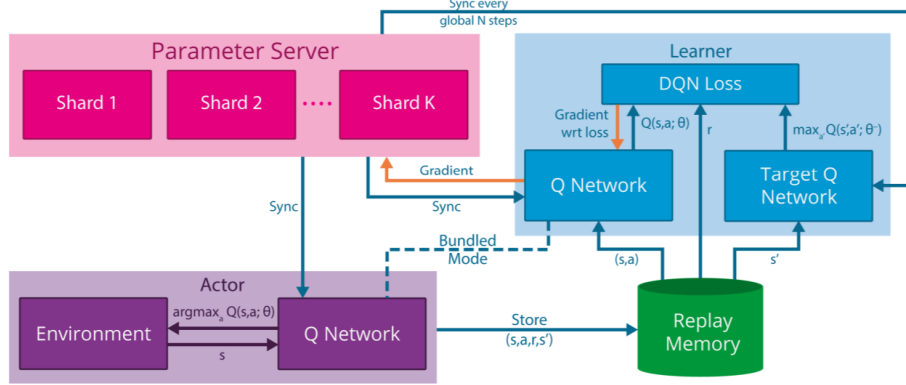 Sync every
global N steps
Parameter Server
Shard 1
Shard 2
Shard K
Learner
DQN Loss
Gradient
wrt loss
Q(s,a; θ)
r
maxₐ' Q(s',a'; θ⁻)
Q Network
Target Q
Network
Gradient
Sync
Sync
Bundled
Mode
(s,a)
s'
Actor
Environment
argmaxₐ Q(s,a; θ)
s
Q Network
Store
(s,a,r,s')
Replay
Memory